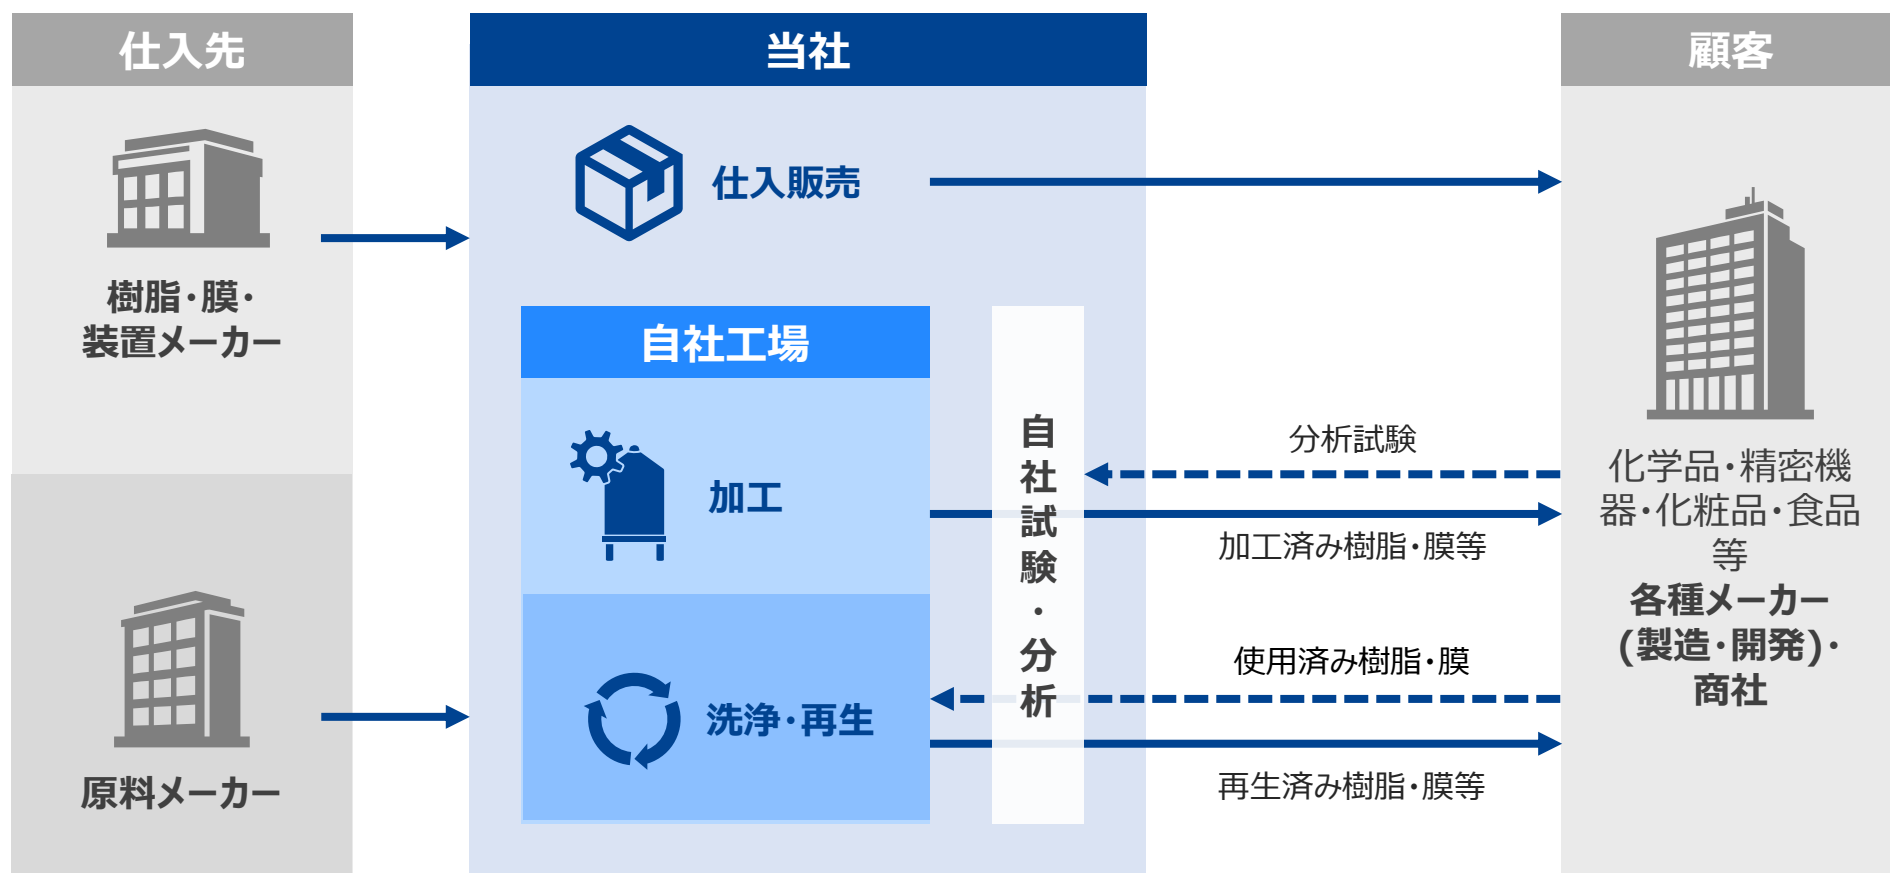 仕入先
樹脂・膜・
装置メーカー
原料メーカー
当社
仕入販売
自社工場
加工
洗浄・再生
自社試験・分析
分析試験
加工済み樹脂・膜等
使用済み樹脂・膜
再生済み樹脂・膜等
顧客
化学品・精密機
器・化粧品・食品
等
各種メーカー
(製造・開発)・
商社